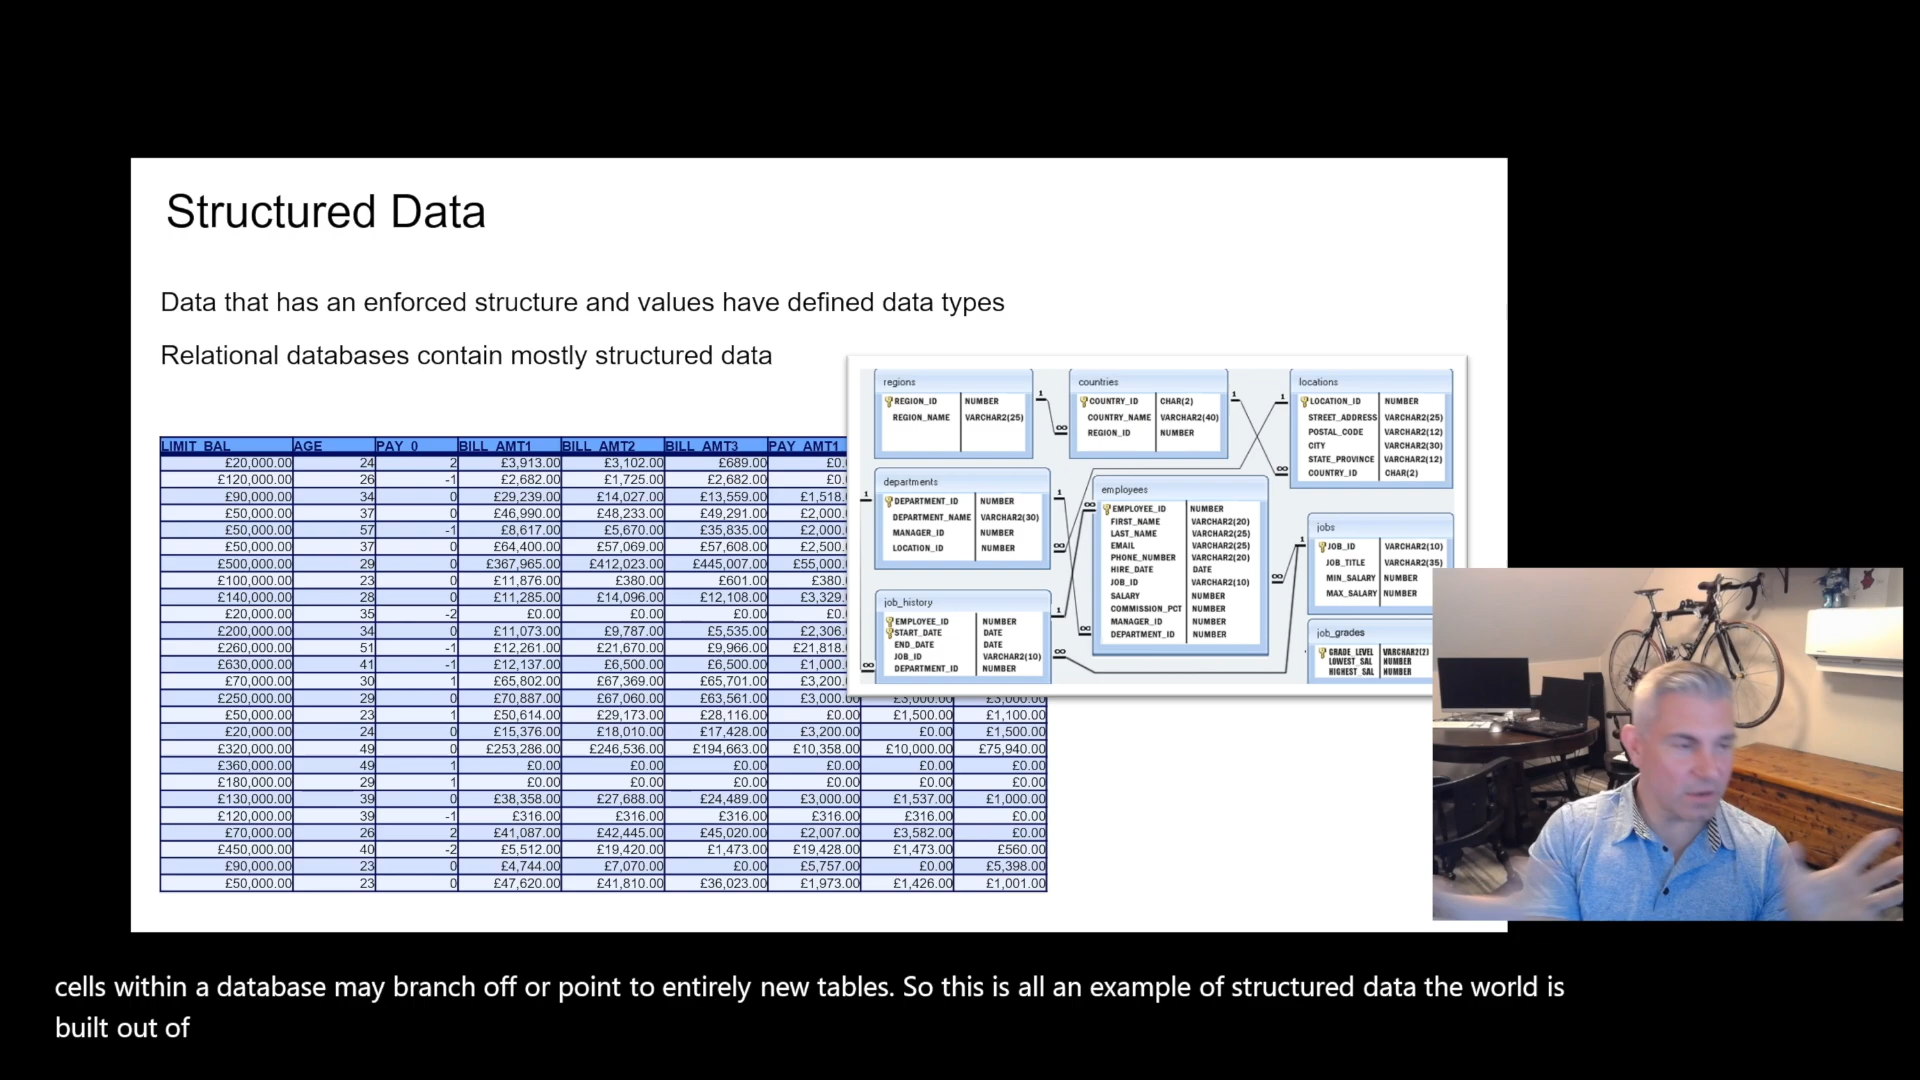 Structured Data
Data that has an enforced structure and values have defined data types
Relational databases contain mostly structured data
LIMIT_BAL AGE PAY_0 BILL_AMT1 BILL_AMT2 BILL_AMT3 PAY_AMT1
£20,000.00 24 2 £3,913.00 £3,102.00 £689.00 £0.
£120,000.00 26 -1 £2,682.00 £1,725.00 £2,682.00 £0.
£90,000.00 34 0 £29,239.00 £14,027.00 £13,559.00 £1,518.
£50,000.00 37 0 £46,990.00 £48,233.00 £49,291.00 £2,000.
£50,000.00 57 -1 £8,617.00 £5,670.00 £35,835.00 £2,000.
£50,000.00 37 0 £64,400.00 £57,069.00 £57,608.00 £2,500.
£500,000.00 29 0 £367,965.00 £412,023.00 £445,007.00 £55,000.
£100,000.00 23 0 £11,876.00 £380.00 £601.00 £380.
£140,000.00 28 0 £11,285.00 £14,096.00 £12,108.00 £3,329.
£20,000.00 35 -2 £0.00 £0.00 £0.00 £0.
£200,000.00 34 0 £11,073.00 £9,787.00 £5,535.00 £2,306.
£260,000.00 51 -1 £12,261.00 £21,670.00 £9,966.00 £21,818.
£630,000.00 41 -1 £12,137.00 £6,500.00 £6,500.00 £1,000.
£70,000.00 30 1 £65,802.00 £67,369.00 £65,701.00 £3,200.
£250,000.00 29 0 £70,887.00 £67,060.00 £63,561.00 £3,000.00 £3,000.00 £3,000.00
£50,000.00 23 1 £50,614.00 £29,173.00 £28,116.00 £0.00 £1,500.00 £1,100.00
£20,000.00 24 0 £15,376.00 £18,010.00 £17,428.00 £3,200.00 £0.00 £1,500.00
£320,000.00 49 0 £253,286.00 £246,536.00 £194,663.00 £10,358.00 £10,000.00 £75,940.00
£360,000.00 49 1 £0.00 £0.00 £0.00 £0.00 £0.00 £0.00
£180,000.00 29 1 £0.00 £0.00 £0.00 £0.00 £0.00 £0.00
£130,000.00 39 0 £38,358.00 £27,688.00 £24,489.00 £3,000.00 £1,537.00 £1,000.00
£120,000.00 39 -1 £316.00 £316.00 £316.00 £316.00 £316.00 £0.00
£70,000.00 26 2 £41,087.00 £42,445.00 £45,020.00 £2,007.00 £3,582.00 £0.00
£450,000.00 40 -2 £5,512.00 £19,420.00 £1,473.00 £19,428.00 £1,473.00 £560.00
£90,000.00 23 0 £4,744.00 £7,070.00 £0.00 £5,757.00 £0.00 £5,398.00
£50,000.00 23 0 £47,620.00 £41,810.00 £36,023.00 £1,973.00 £1,426.00 £1,001.00
regions
REGION_ID NUMBER
REGION_NAME VARCHAR2(25)
1
∞
countries
COUNTRY_ID CHAR(2)
COUNTRY_NAME VARCHAR2(40)
REGION_ID NUMBER
1
1
∞
locations
LOCATION_ID NUMBER
STREET_ADDRESS VARCHAR2(25)
POSTAL_CODE VARCHAR2(12)
CITY VARCHAR2(30)
STATE_PROVINCE VARCHAR2(12)
COUNTRY_ID CHAR(2)
1
departments
DEPARTMENT_ID NUMBER
DEPARTMENT_NAME VARCHAR2(30)
MANAGER_ID NUMBER
LOCATION_ID NUMBER
1
∞
∞
employees
EMPLOYEE_ID NUMBER
FIRST_NAME VARCHAR2(20)
LAST_NAME VARCHAR2(25)
EMAIL VARCHAR2(25)
PHONE_NUMBER VARCHAR2(20)
HIRE_DATE DATE
JOB_ID VARCHAR2(10)
SALARY NUMBER
COMMISSION_PCT NUMBER
MANAGER_ID NUMBER
DEPARTMENT_ID NUMBER
∞
1
jobs
JOB_ID VARCHAR2(10)
JOB_TITLE VARCHAR2(35)
MIN_SALARY NUMBER
MAX_SALARY NUMBER
job_history
EMPLOYEE_ID NUMBER
START_DATE DATE
END_DATE DATE
JOB_ID VARCHAR2(10)
DEPARTMENT_ID NUMBER
∞
1
∞
∞
job_grades
GRADE_LEVEL VARCHAR2(2)
LOWEST_SAL NUMBER
HIGHEST_SAL NUMBER
cells within a database may branch off or point to entirely new tables. So this is all an example of structured data the world is
built out of